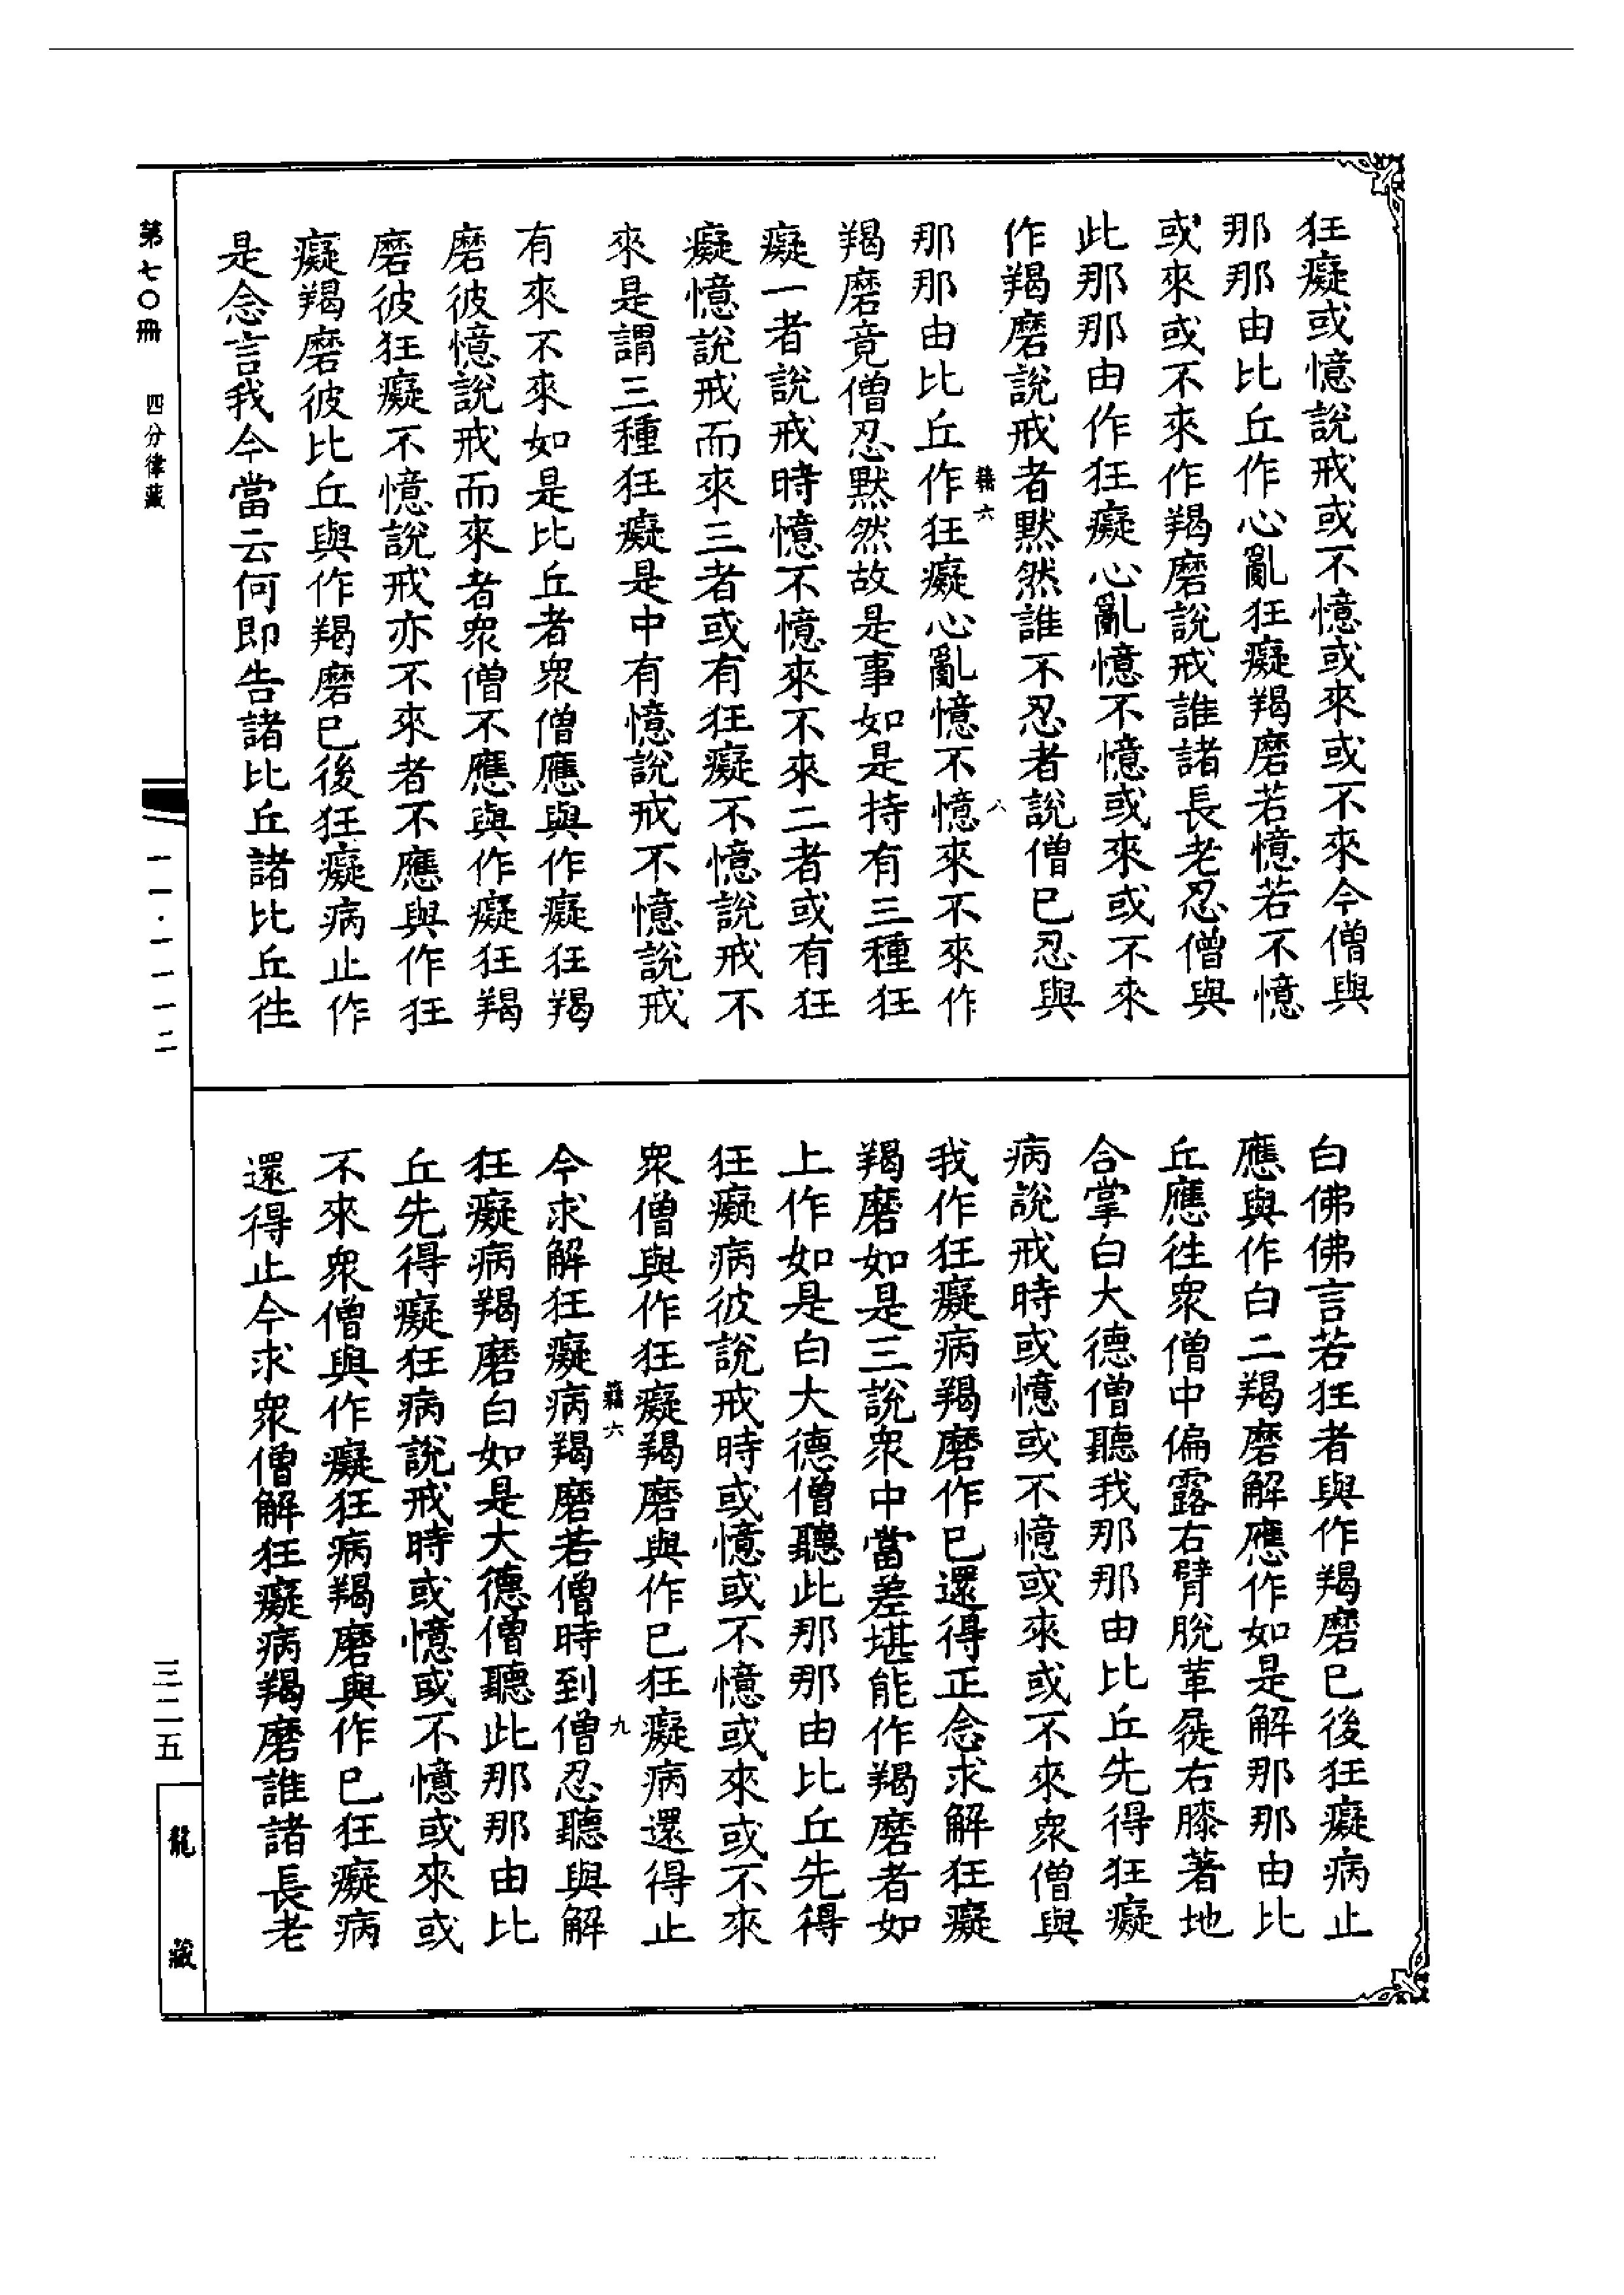 狂癡或憶說戒或不憶或來或不來今僧與
那那由比丘作心亂狂癡羯磨若憶若不憶
或來或不來作羯磨說戒誰諸長老忍僧與
此那那由作狂癡心亂憶不憶或來或不來
作羯磨說戒者默然誰不忍者說僧已忍與
籍六 八
那那由比丘作狂癡心亂憶不憶來不來作
羯磨竟僧忍默然故是事如是持有三種狂
癡一者說戒時憶不憶來不來二者或有狂
癡憶說戒而來三者或有狂癡不憶說戒不
來是謂三種狂癡是中有憶說戒不憶說戒
有來不來如是比丘者眾僧應與作癡狂羯
磨彼憶說戒而來者眾僧不應與作癡狂羯
磨彼狂癡不憶說戒亦不來者不應與作狂
癡羯磨彼比丘與作羯磨已後狂癡病止作
是念言我今當云何即告諸比丘諸比丘往
白佛佛言若狂者與作羯磨已後狂癡病止
應與作白二羯磨解應作如是解那那由比
丘應往眾僧中偏露右臂脫革屣右膝著地
合掌白大德僧聽我那那由比丘先得狂癡
病說戒時或憶或不憶或來或不來眾僧與
我作狂癡病羯磨作已還得正念求解狂癡
羯磨如是三說眾中當差堪能作羯磨者如
上作如是白大德僧聽此那那由比丘先得
狂癡病彼說戒時或憶或不憶或來或不來
眾僧與作狂癡羯磨與作已狂癡病還得止
籍六 九
今求解狂癡病羯磨若僧時到僧忍聽與解
狂癡病羯磨白如是大德僧聽此那那由比
丘先得癡狂病說戒時或憶或不憶或來或
不來眾僧與作癡狂病羯磨與作已狂癡病
還得止今求眾僧解狂癡病羯磨誰諸長老
第七〇冊 四分律藏 一一·一一一二 三二五 龍藏